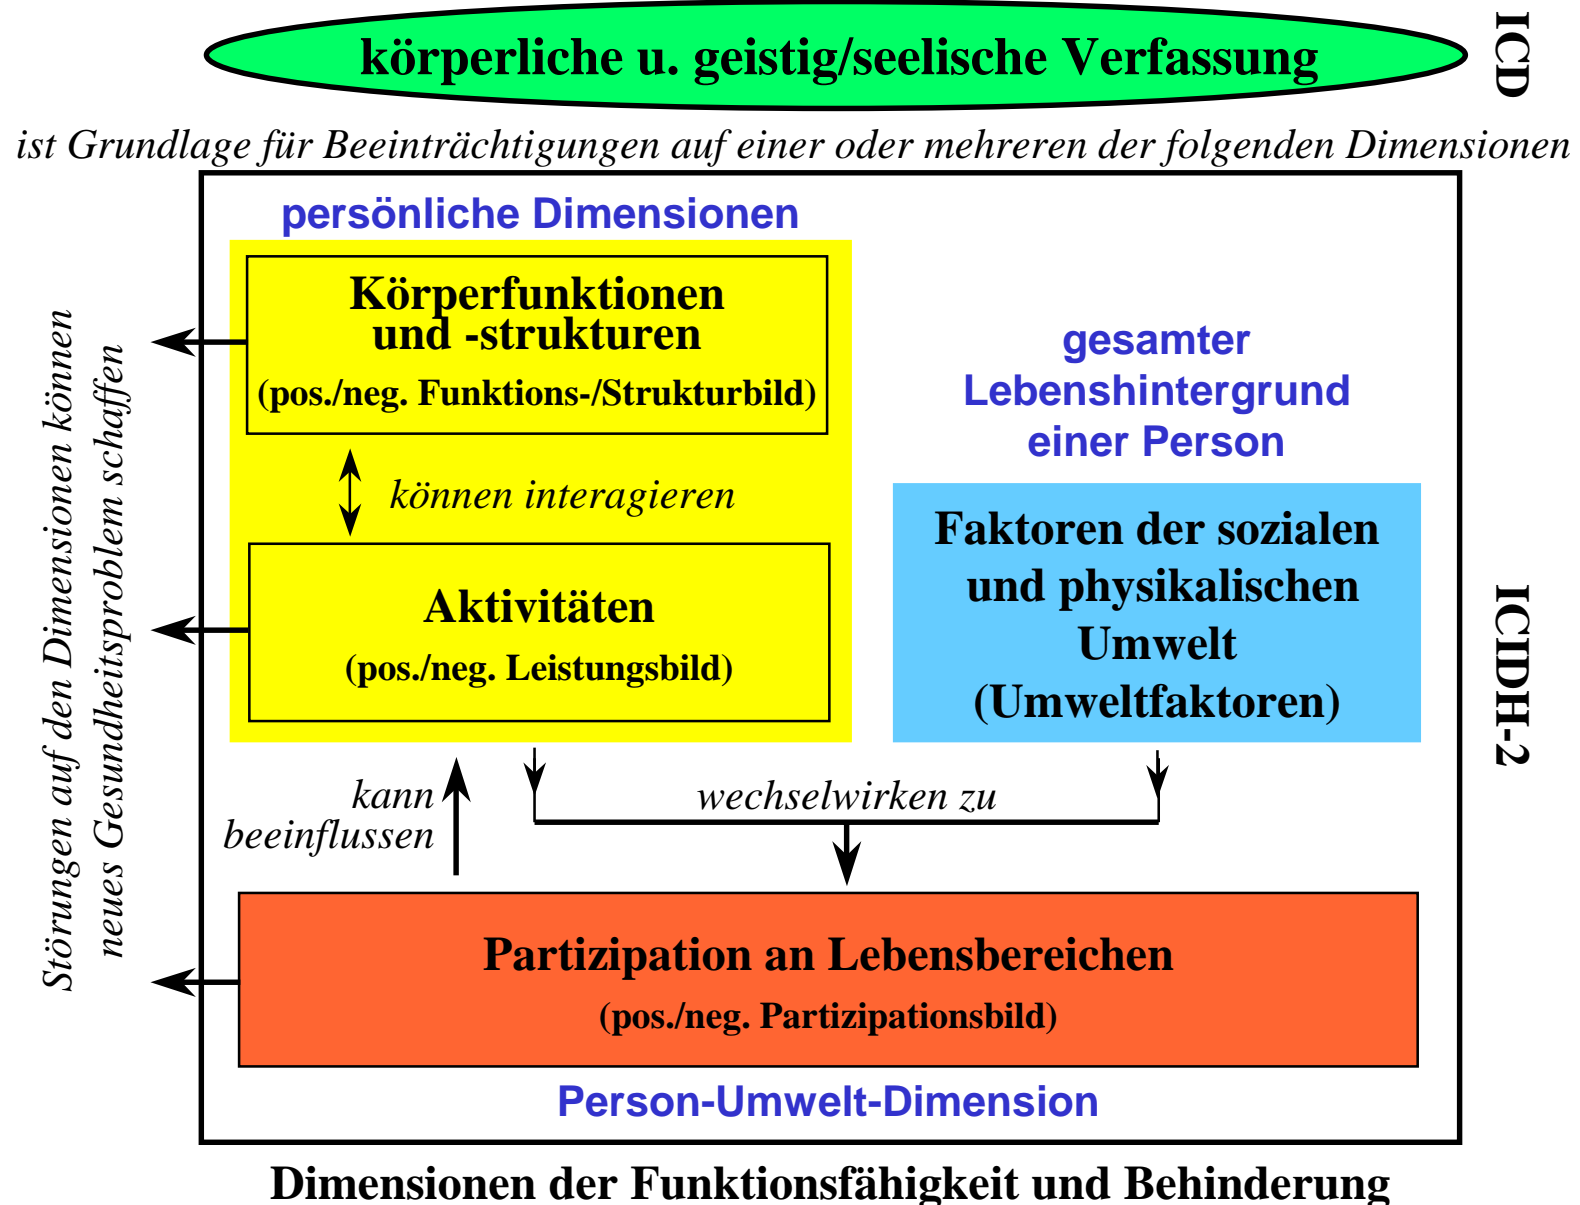 körperliche u. geistig/seelische Verfassung
ICD
ist Grundlage für Beeinträchtigungen auf einer oder mehreren der folgenden Dimensionen
persönliche Dimensionen
Körperfunktionen
und -strukturen
(pos./neg. Funktions-/Strukturbild)
können interagieren
Aktivitäten
(pos./neg. Leistungsbild)
gesamter
Lebenshintergrund
einer Person
Faktoren der sozialen
und physikalischen
Umwelt
(Umweltfaktoren)
Störungen auf den Dimensionen können
neues Gesundheitsproblem schaffen
ICIDH-2
kann
beeinflussen
wechselwirken zu
Partizipation an Lebensbereichen
(pos./neg. Partizipationsbild)
Person-Umwelt-Dimension
Dimensionen der Funktionsfähigkeit und Behinderung